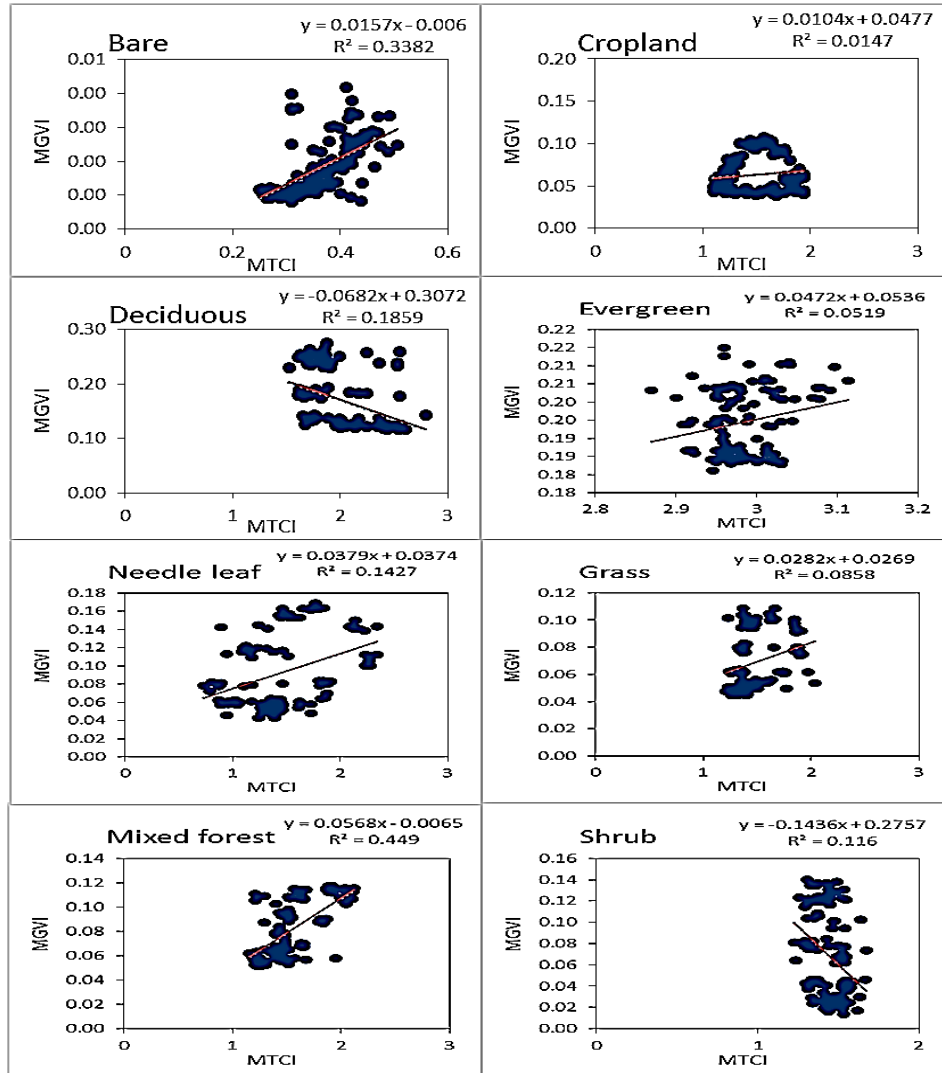 y = 0.0157x - 0.006
Bare
R² = 0.3382
0.01
0.00
0.00
0.00
0.00
0.00
MGVI
0 0.2 0.4 0.6
MTCI
y = 0.0104x + 0.0477
Cropland
R² = 0.0147
0.20
0.15
0.10
0.05
0.00
MGVI
0 1 2 3
MTCI
y = -0.0682x + 0.3072
Deciduous
R² = 0.1859
0.30
0.20
0.10
0.00
MGVI
0 1 2 3
MTCI
y = 0.0472x + 0.0536
Evergreen
R² = 0.0519
0.22
0.22
0.21
0.21
0.20
0.20
0.19
0.19
0.18
0.18
MGVI
2.8 2.9 3 3.1 3.2
MTCI
y = 0.0379x + 0.0374
Needle leaf
R² = 0.1427
0.18
0.16
0.14
0.12
0.10
0.08
0.06
0.04
0.02
0.00
MGVI
0 1 2 3
MTCI
y = 0.0282x + 0.0269
Grass
R² = 0.0858
0.12
0.10
0.08
0.06
0.04
0.02
0.00
MGVI
0 1 2 3
MTCI
y = 0.0568x - 0.0065
Mixed forest
R² = 0.449
0.14
0.12
0.10
0.08
0.06
0.04
0.02
0.00
MGVI
0 1 2 3
MTCI
y = -0.1436x + 0.2757
Shrub
R² = 0.116
0.16
0.14
0.12
0.10
0.08
0.06
0.04
0.02
0.00
MGVI
0 1 2
MTCI